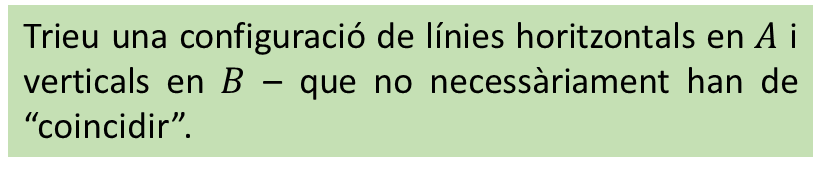 Trieu una configuració de línies horitzontals en A i
verticals en B – que no necessàriament han de
“coincidir”.